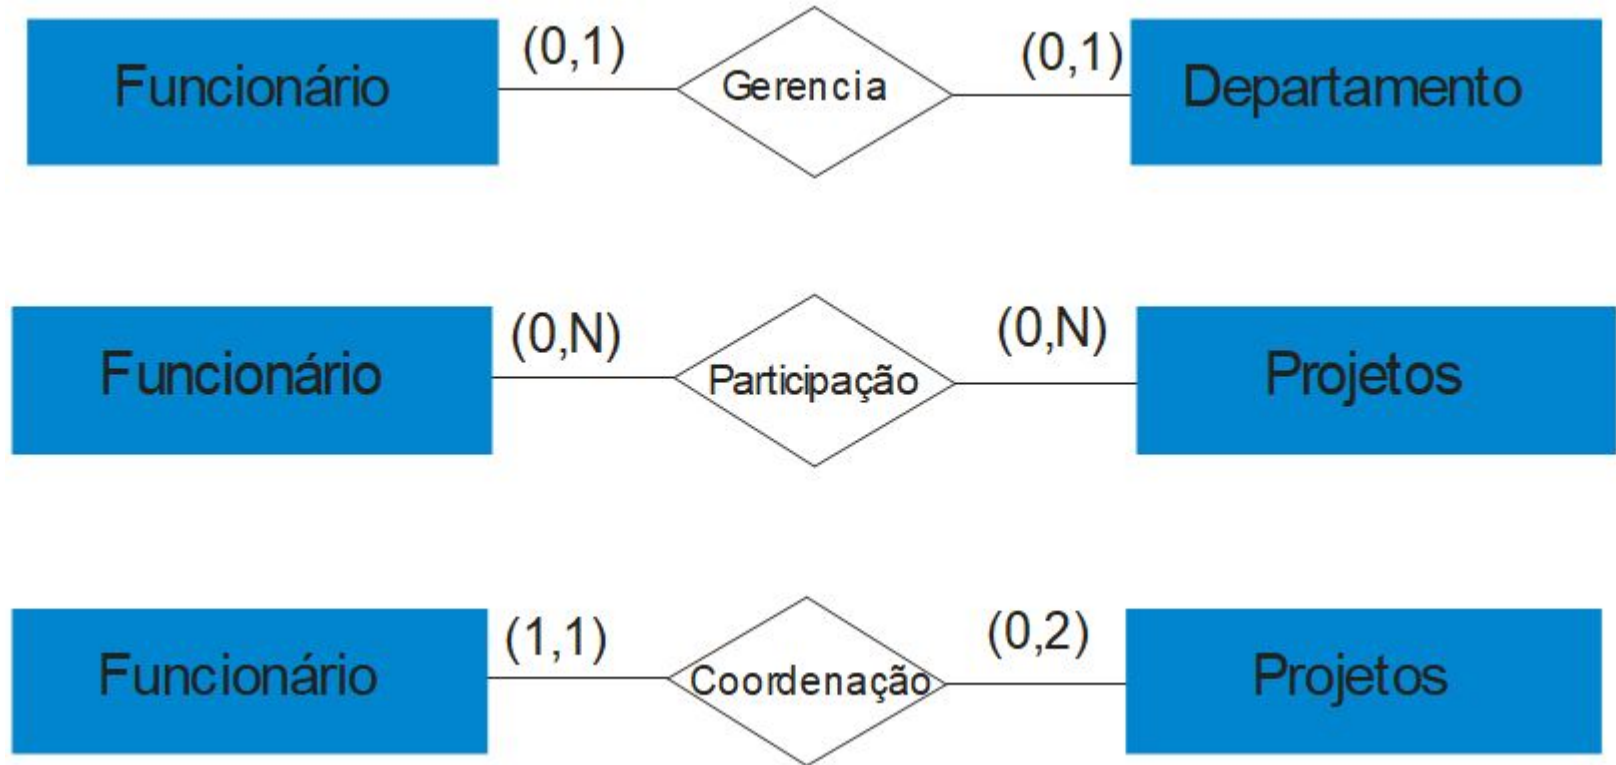 Funcionário (0,1) Gerencia (0,1) Departamento
Funcionário (0,N) Participação (0,N) Projetos
Funcionário (1,1) Coordenação (0,2) Projetos